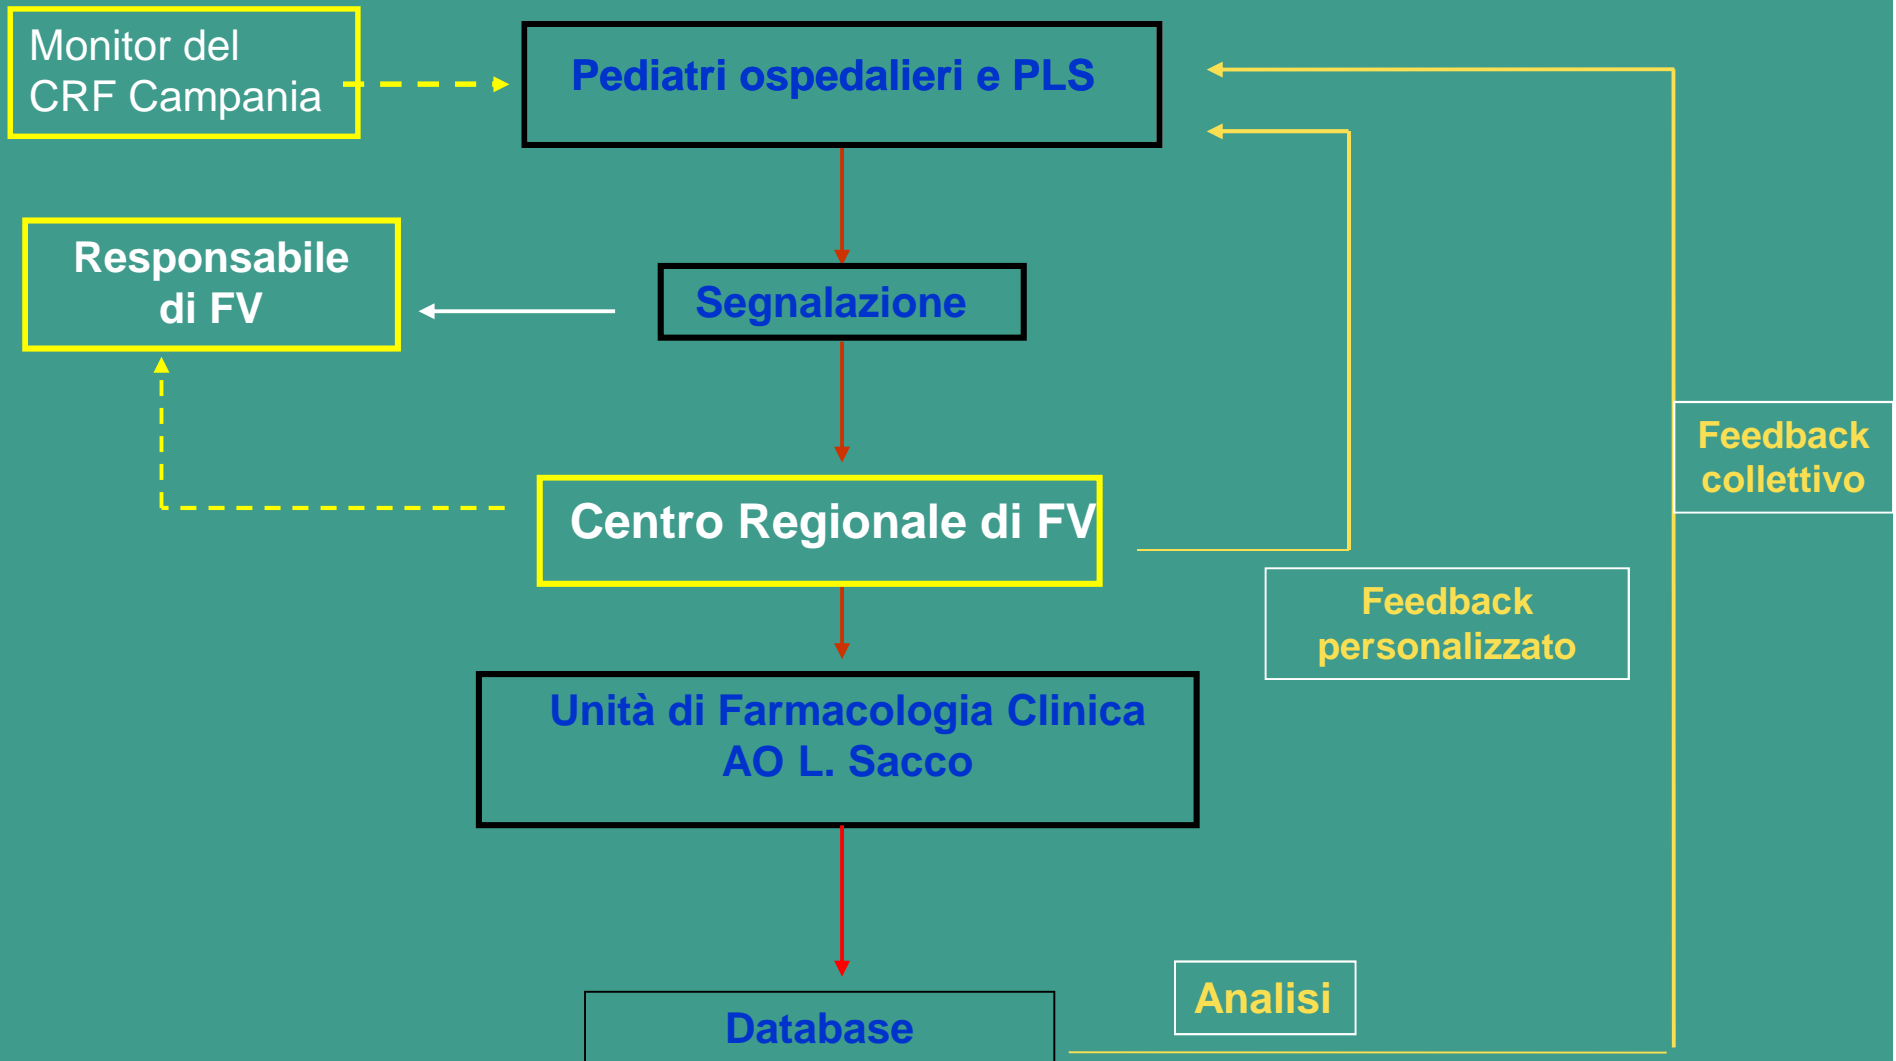 Monitor del
CRF Campania
Pediatri ospedalieri e PLS
Responsabile
di FV
Segnalazione
Feedback
collettivo
Centro Regionale di FV
Feedback
personalizzato
Unità di Farmacologia Clinica
AO L. Sacco
Analisi
Database